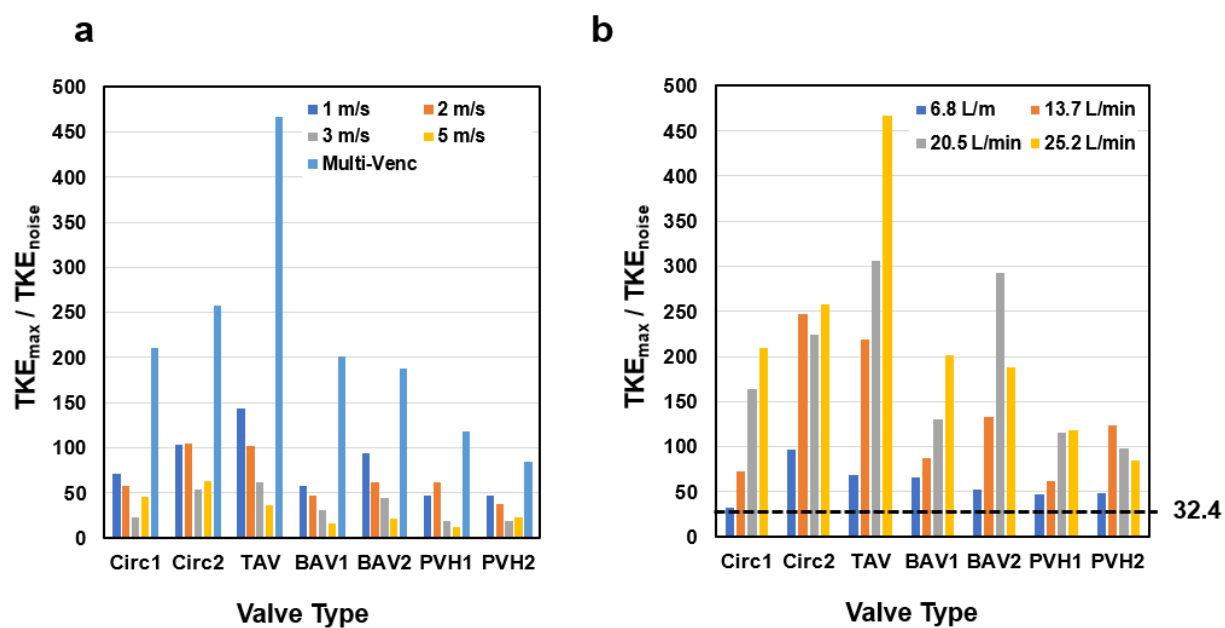 a
500
450
400
350
300
250
200
150
100
50
0
TKEmax / TKEnoise
1 m/s 2 m/s
3 m/s 5 m/s
Multi-Venc
Circ1 Circ2 TAV BAV1 BAV2 PVH1 PVH2
Valve Type
b
500
450
400
350
300
250
200
150
100
50
0
TKEmax / TKEnoise
6.8 L/m 13.7 L/min
20.5 L/min 25.2 L/min
32.4
Circ1 Circ2 TAV BAV1 BAV2 PVH1 PVH2
Valve Type